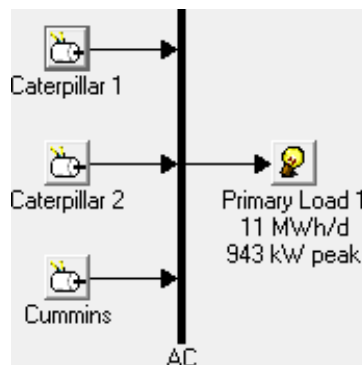 Caterpillar 1
Caterpillar 2
Primary Load 1
11 MWh/d
943 kW peak
Cummins
AC